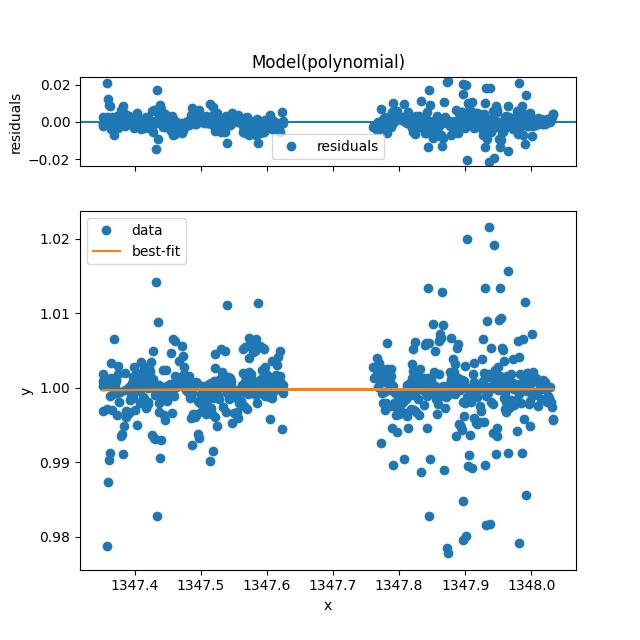 Model(polynomial)
0.02
0.00
−0.02
residuals
residuals
data
best-fit
1.02
1.01
1.00
0.99
0.98
y
1347.4 1347.5 1347.6 1347.7 1347.8 1347.9 1348.0
x